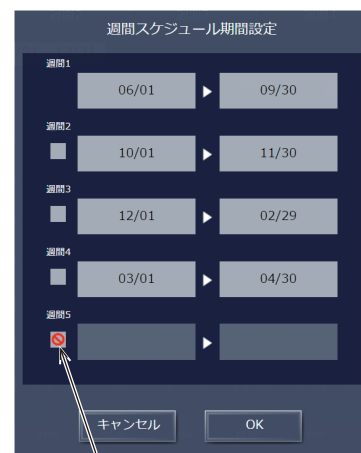 週間スケジュール期間設定
週間1
06/01 ▶ 09/30
週間2
10/01 ▶ 11/30
週間3
12/01 ▶ 02/29
週間4
03/01 ▶ 04/30
週間5
キャンセル OK